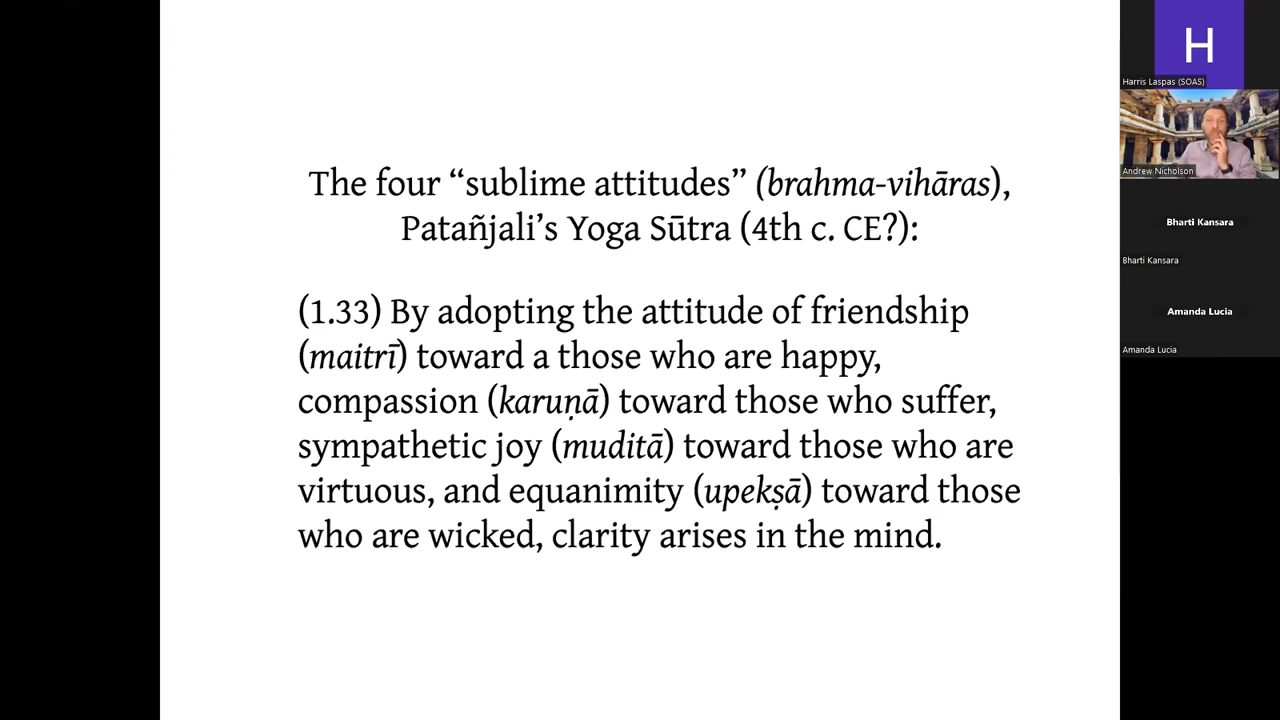 The four “sublime attitudes” (brahma-vihāras),
Patañjali’s Yoga Sūtra (4th c. CE?):
(1.33) By adopting the attitude of friendship
(maitrī) toward a those who are happy,
compassion (karuṇā) toward those who suffer,
sympathetic joy (muditā) toward those who are
virtuous, and equanimity (upekṣā) toward those
who are wicked, clarity arises in the mind.
H
Harris Laspas (SOAS)
Andrew Nicholson
Bharti Kansara
Bharti Kansara
Amanda Lucia
Amanda Lucia